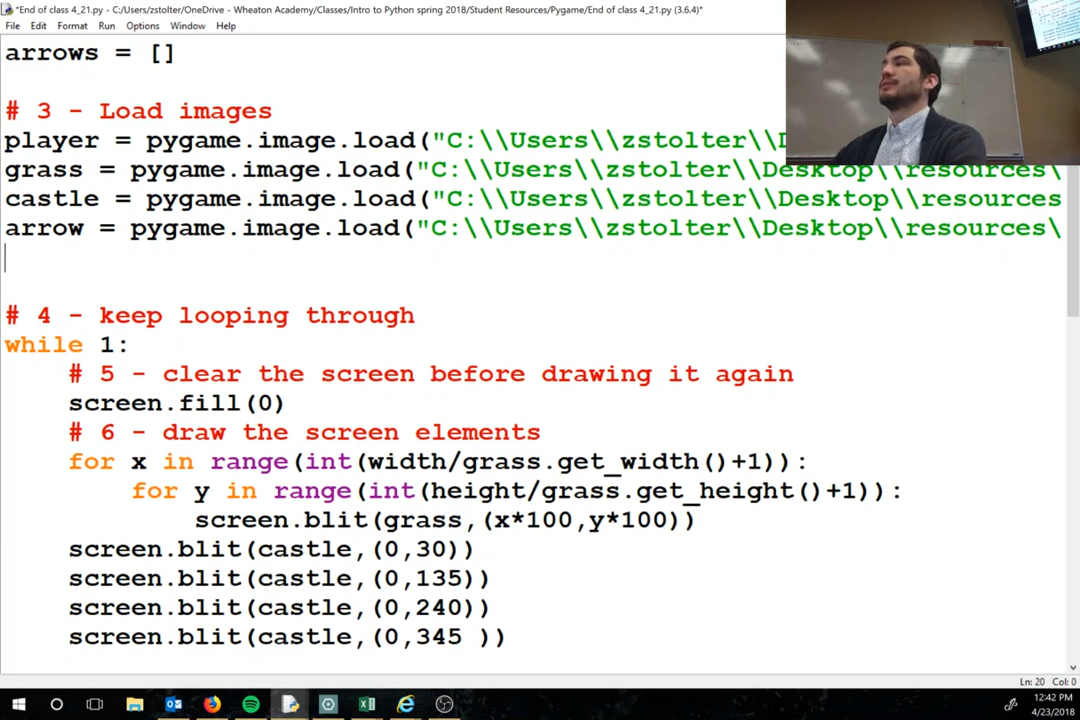 *End of class 4_21.py - C:/Users/zstolter/OneDrive - Wheaton Academy/Classes/Intro to Python spring 2018/Student Resources/Pygame/End of class 4_21.py (3.6.4)*
File Edit Format Run Options Window Help
arrows = []
# 3 - Load images
player = pygame.image.load("C:\\Users\\zstolter\\D
grass = pygame.image.load("C:\\Users\\zstolter\\Desktop\\resources\
castle = pygame.image.load("C:\\Users\\zstolter\\Desktop\\resources
arrow = pygame.image.load("C:\\Users\\zstolter\\Desktop\\resources\
# 4 - keep looping through
while 1:
# 5 - clear the screen before drawing it again
screen.fill(0)
# 6 - draw the screen elements
for x in range(int(width/grass.get_width()+1)):
for y in range(int(height/grass.get_height()+1)):
screen.blit(grass,(x*100,y*100))
screen.blit(castle,(0,30))
screen.blit(castle,(0,135))
screen.blit(castle,(0,240))
screen.blit(castle,(0,345 ))
Ln: 20 Col: 0
12:42 PM
4/23/2018